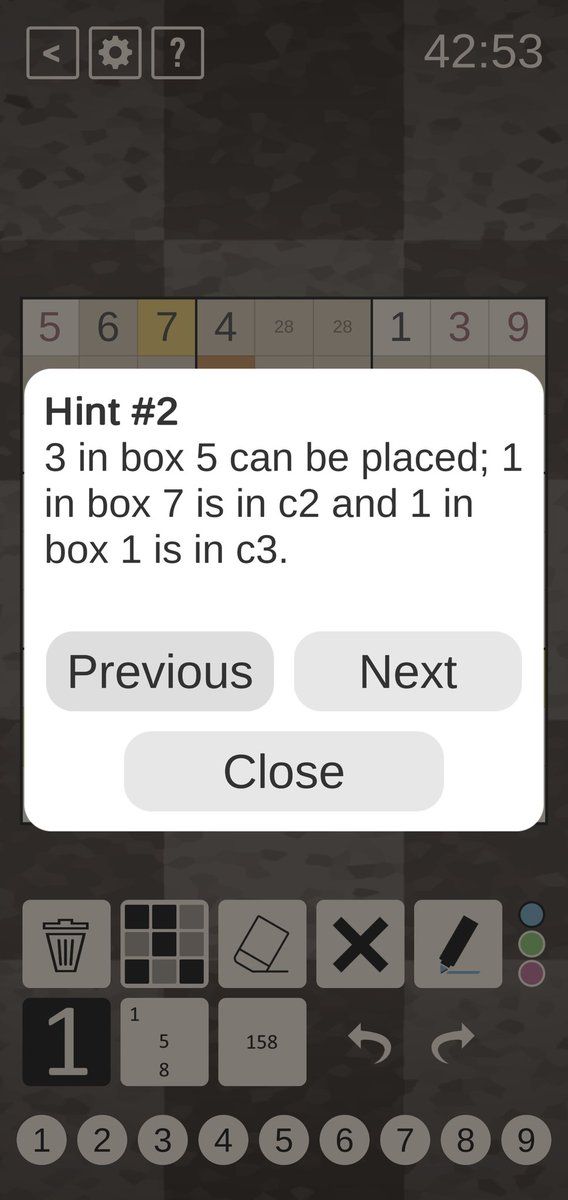 < ? 42:53
5 6 7 4 28 28 1 3 9
Hint #2
3 in box 5 can be placed; 1
in box 7 is in c2 and 1 in
box 1 is in c3.
Previous Next
Close
1 1 5 8 158
1 2 3 4 5 6 7 8 9